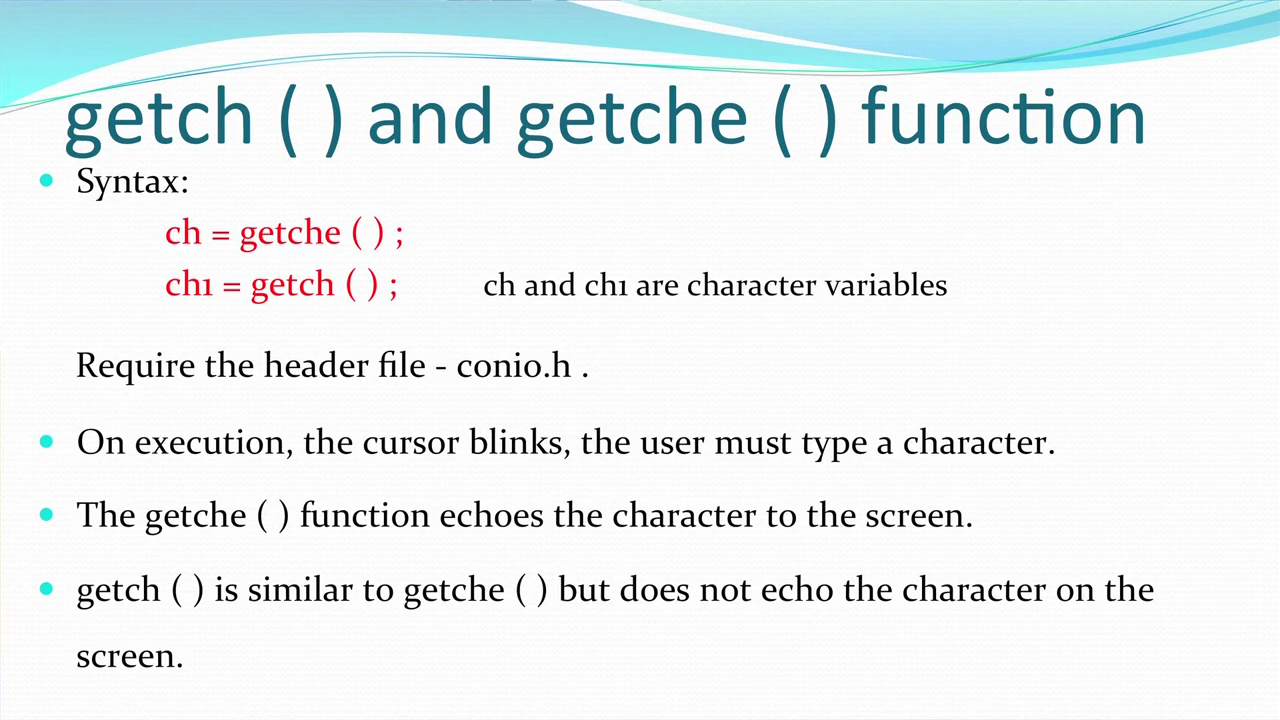 getch ( ) and getche ( ) function
• Syntax:
ch = getche ( ) ;
ch1 = getch ( ) ; ch and ch1 are character variables
Require the header file - conio.h .
• On execution, the cursor blinks, the user must type a character.
• The getche ( ) function echoes the character to the screen.
• getch ( ) is similar to getche ( ) but does not echo the character on the
screen.